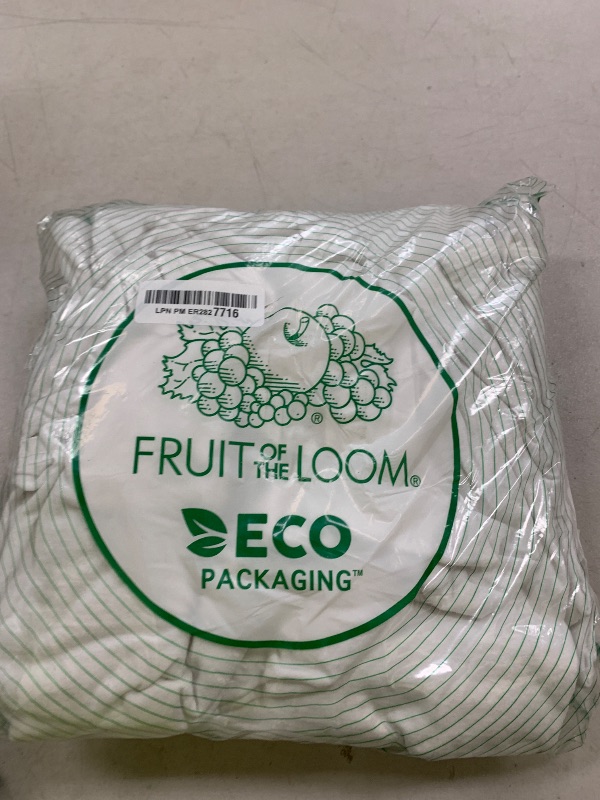 LPN PM ER2827716
®
FRUIT OF THE LOOM®
ECO
PACKAGING™